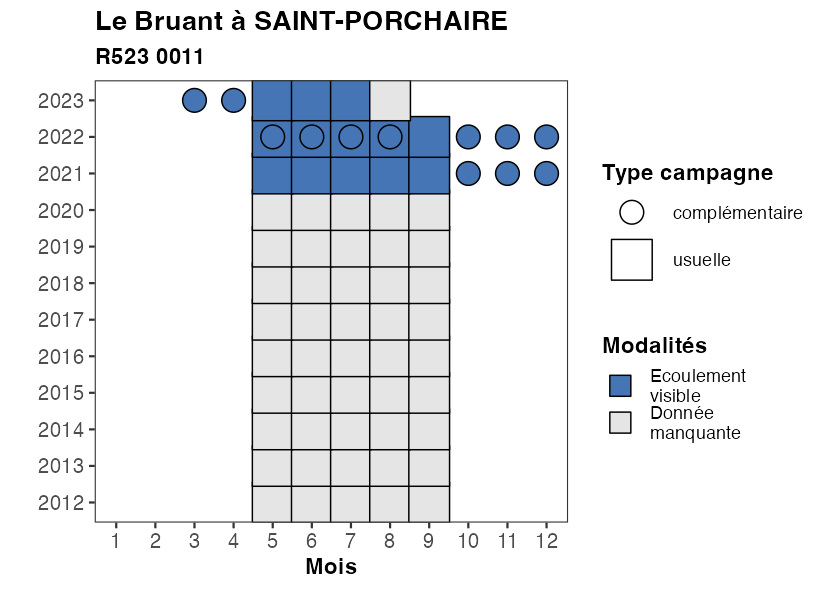 Le Bruant à SAINT-PORCHAIRE
R523 0011
2023
2022
2021
2020
2019
2018
2017
2016
2015
2014
2013
2012
1 2 3 4 5 6 7 8 9 10 11 12
Mois
Type campagne
complémentaire
usuelle
Modalités
Ecoulement
visible
Donnée
manquante